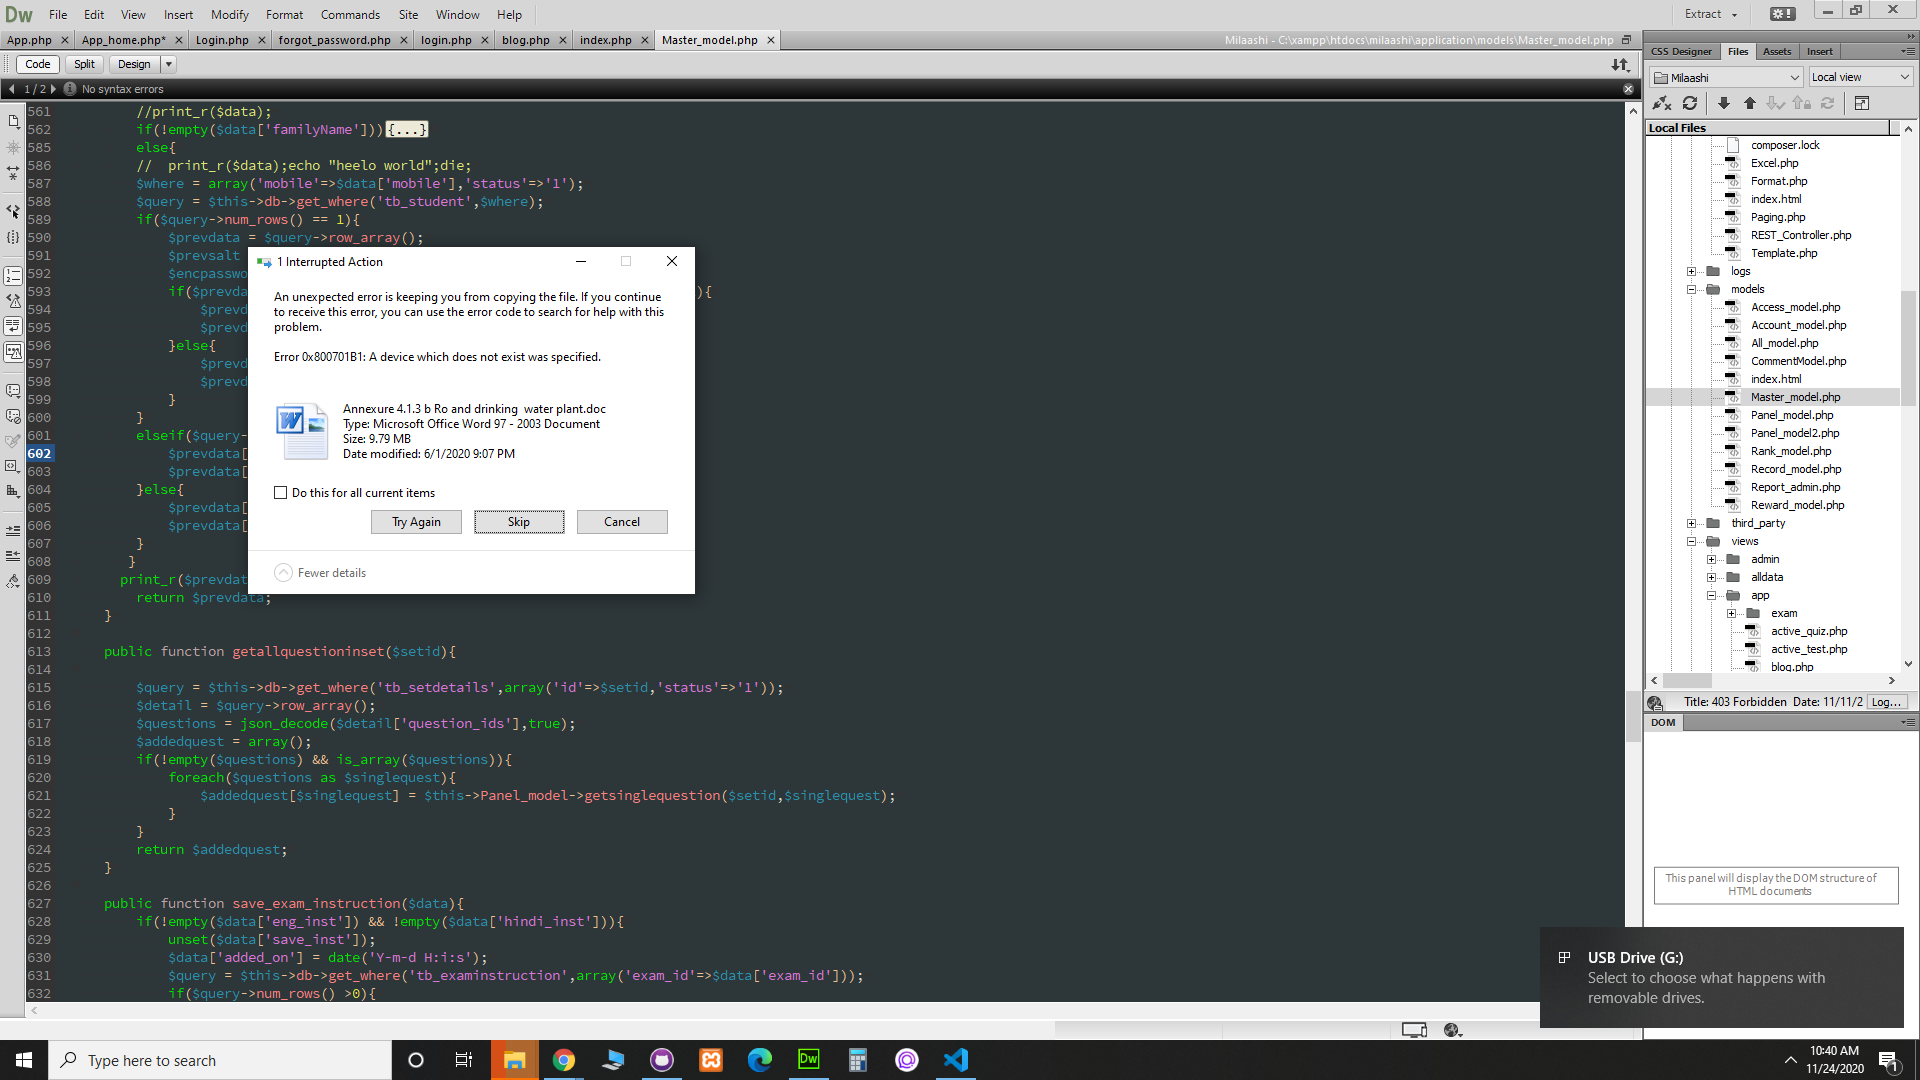 Dw File Edit View Insert Modify Format Commands Site Window Help
Extract
App.php App_home.php* Login.php forgot_password.php login.php blog.php index.php Master_model.php Milaashi - C:\xampp\htdocs\milaashi\application\models\Master_model.php
Code Split Design
1 / 2 No syntax errors
561 //print_r($data);
562 if(!empty($data['familyName'])){...}
585 else{
586 // print_r($data);echo "heelo world";die;
587 $where = array('mobile'=>$data['mobile'],'status'=>'1');
588 $query = $this->db->get_where('tb_student',$where);
589 if($query->num_rows() == 1){
590 $prevdata = $query->row_array();
591 $prevsalt
592 $encpasswo
593 if($prevda ){
594 $prevd
595 $prevd
596 }else{
597 $prevd
598 $prevd
599 }
600 }
601 elseif($query-
602 $prevdata[
603 $prevdata[
604 }else{
605 $prevdata[
606 $prevdata[
607 }
608 }
609 print_r($prevdat
610 return $prevdata;
611 }
612
613 public function getallquestioninset($setid){
614
615 $query = $this->db->get_where('tb_setdetails',array('id'=>$setid,'status'=>'1'));
616 $detail = $query->row_array();
617 $questions = json_decode($detail['question_ids'],true);
618 $addedquest = array();
619 if(!empty($questions) && is_array($questions)){
620 foreach($questions as $singlequest){
621 $addedquest[$singlequest] = $this->Panel_model->getsinglequestion($setid,$singlequest);
622 }
623 }
624 return $addedquest;
625 }
626
627 public function save_exam_instruction($data){
628 if(!empty($data['eng_inst']) && !empty($data['hindi_inst'])){
629 unset($data['save_inst']);
630 $data['added_on'] = date('Y-m-d H:i:s');
631 $query = $this->db->get_where('tb_examinstruction',array('exam_id'=>$data['exam_id']));
632 if($query->num_rows() >0){
1 Interrupted Action
An unexpected error is keeping you from copying the file. If you continue
to receive this error, you can use the error code to search for help with this
problem.
Error 0x800701B1: A device which does not exist was specified.
Annexure 4.1.3 b Ro and drinking  water plant.doc
Type: Microsoft Office Word 97 - 2003 Document
Size: 9.79 MB
Date modified: 6/1/2020 9:07 PM
Do this for all current items
Try Again Skip Cancel
Fewer details
CSS Designer Files Assets Insert
Milaashi Local view
Local Files
composer.lock
Excel.php
Format.php
index.html
Paging.php
REST_Controller.php
Template.php
logs
models
Access_model.php
Account_model.php
All_model.php
CommentModel.php
index.html
Master_model.php
Panel_model.php
Panel_model2.php
Rank_model.php
Record_model.php
Report_admin.php
Reward_model.php
third_party
views
admin
alldata
app
exam
active_quiz.php
active_test.php
blog.php
Title: 403 Forbidden Date: 11/11/2 Log...
DOM
This panel will display the DOM structure of
HTML documents
USB Drive (G:)
Select to choose what happens with
removable drives.
Type here to search
Dw
10:40 AM
11/24/2020
1